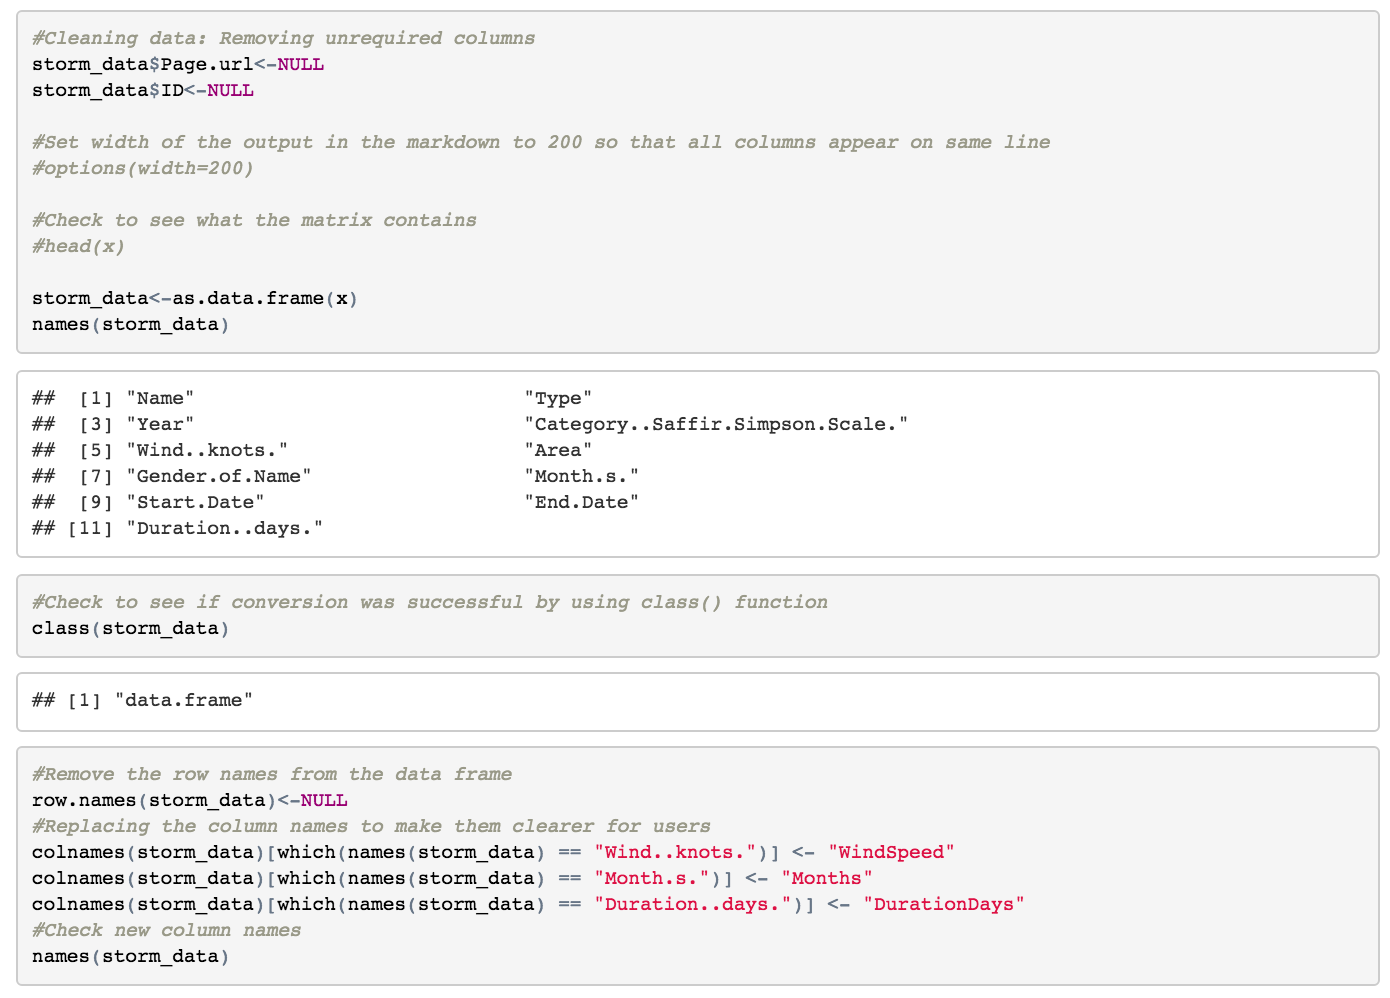 #Cleaning data: Removing unrequired columns
storm_data$Page.url<-NULL
storm_data$ID<-NULL
#Set width of the output in the markdown to 200 so that all columns appear on same line
#options(width=200)
#Check to see what the matrix contains
#head(x)
storm_data<-as.data.frame(x)
names(storm_data)
##  [1] "Name"                            "Type"
##  [3] "Year"                            "Category..Saffir.Simpson.Scale."
##  [5] "Wind..knots."                    "Area"
##  [7] "Gender.of.Name"                  "Month.s."
##  [9] "Start.Date"                      "End.Date"
## [11] "Duration..days."
#Check to see if conversion was successful by using class() function
class(storm_data)
## [1] "data.frame"
#Remove the row names from the data frame
row.names(storm_data)<-NULL
#Replacing the column names to make them clearer for users
colnames(storm_data)[which(names(storm_data) == "Wind..knots.")] <- "WindSpeed"
colnames(storm_data)[which(names(storm_data) == "Month.s.")] <- "Months"
colnames(storm_data)[which(names(storm_data) == "Duration..days.")] <- "DurationDays"
#Check new column names
names(storm_data)